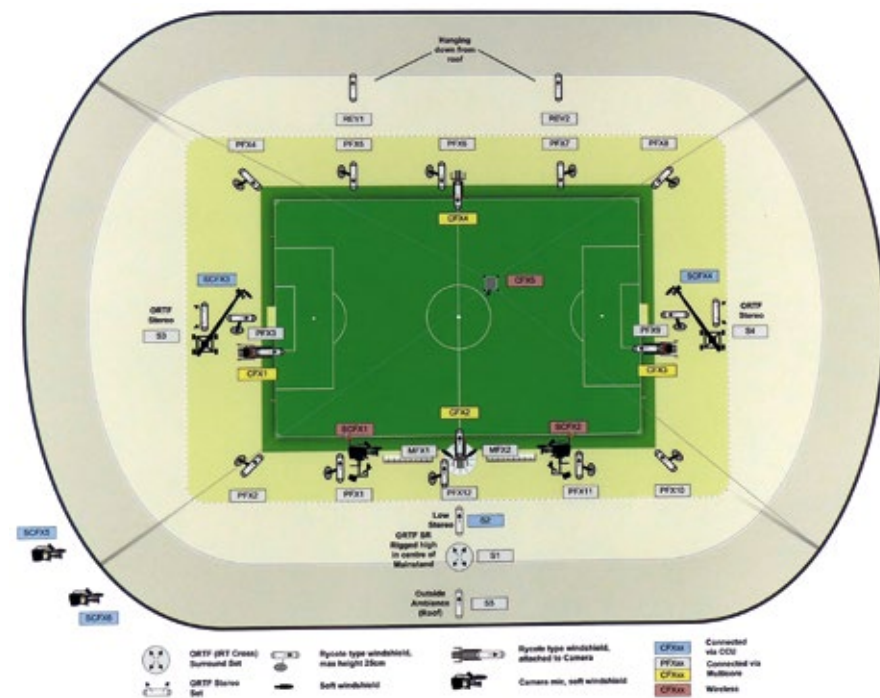 Hanging
down from
roof
REV1
REV2
PFX4
PFX5
PFX6
PFX7
PFX8
CFX4
SCFX3
CFX5
SCFX4
ORTF
Stereo
S3
PFX3
PFX9
ORTF
Stereo
S4
CFX1
CFX3
CFX2
SCFX1
SCFX2
MFX1
MFX2
PFX2
PFX1
PFX12
PFX11
PFX10
Low
Stereo
S2
SCFX5
ORTF SR
Rigged high
in centre of
Mainstand
S1
SCFX6
Outside
Ambience
(Roof)
S5
ORTF (IRT Cross)
Surround Set
Rycote type windshield,
max height 25cm
Rycote type windshield,
attached to Camera
CFXxx
Connected
via CCU
PFXxx
Connected via
CFXxx
Multicore
ORTF Stereo
Set
Soft windshield
Camera mic, soft windshield
CFXxx
Wireless